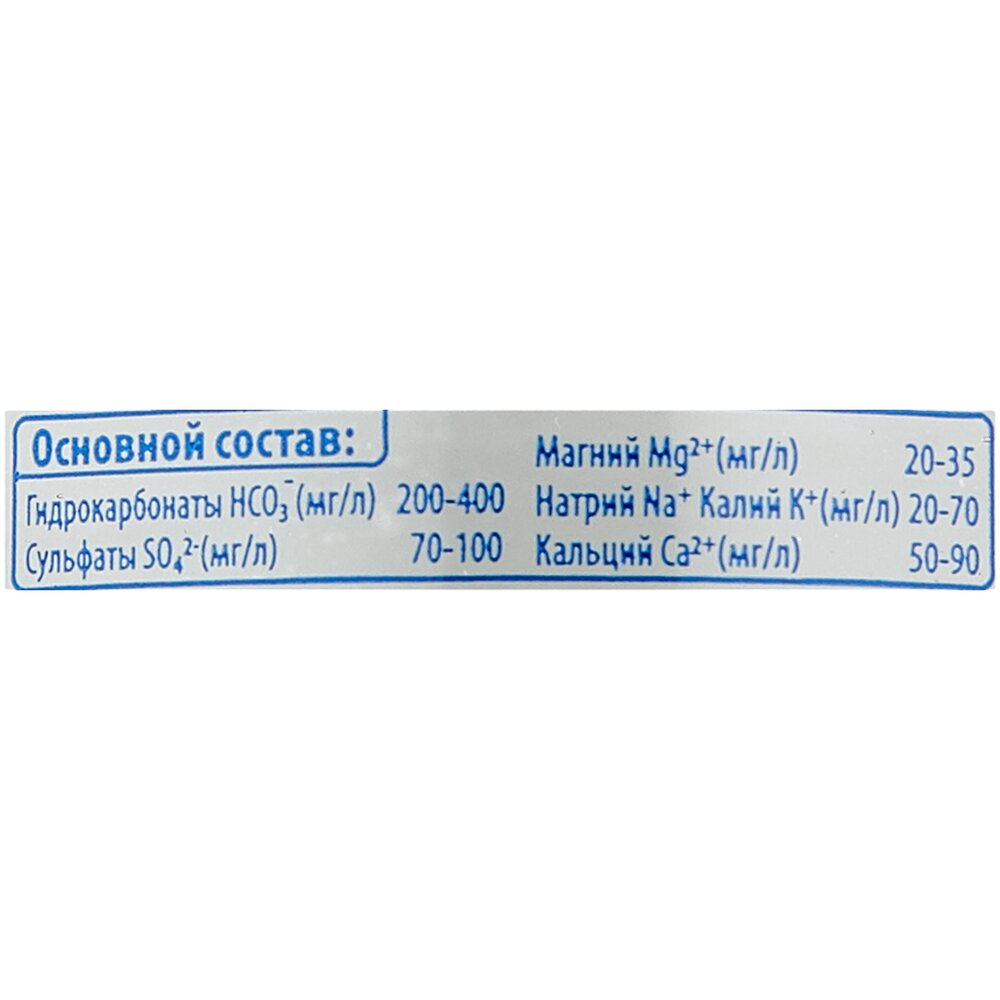 Основной состав:
Гидрокарбонаты HCO₃⁻(мг/л) 200-400
Сульфаты SO₄²⁻(мг/л) 70-100
Магний Mg²⁺(мг/л) 20-35
Натрий Na⁺ Калий K⁺(мг/л) 20-70
Кальций Ca²⁺(мг/л) 50-90